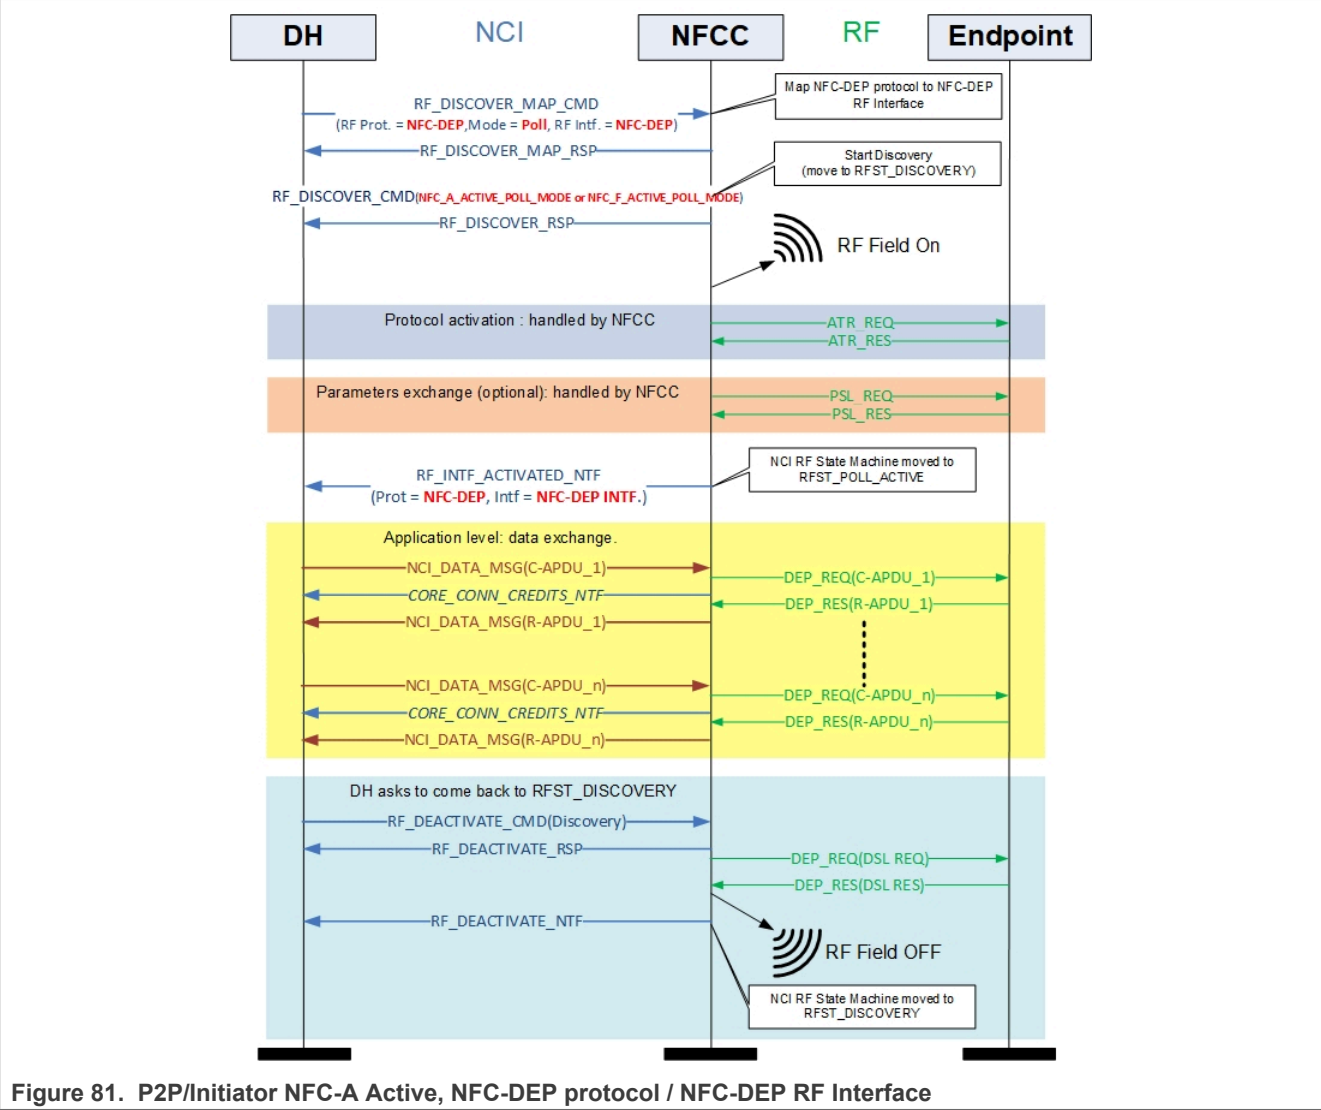 DH
NCI
NFCC
RF
Endpoint
Map NFC-DEP protocol to NFC-DEP
RF Interface
RF_DISCOVER_MAP_CMD
(RF Prot. = NFC-DEP,Mode = Poll, RF Intf. = NFC-DEP)
RF_DISCOVER_MAP_RSP
Start Discovery
(move to RFST_DISCOVERY)
RF_DISCOVER_CMD(NFC_A_ACTIVE_POLL_MODE or NFC_F_ACTIVE_POLL_MODE)
RF_DISCOVER_RSP
RF Field On
Protocol activation : handled by NFCC
ATR_REQ
ATR_RES
Parameters exchange (optional): handled by NFCC
PSL_REQ
PSL_RES
NCI RF State Machine moved to
RFST_POLL_ACTIVE
RF_INTF_ACTIVATED_NTF
(Prot = NFC-DEP, Intf = NFC-DEP INTF.)
Application level: data exchange.
NCI_DATA_MSG(C-APDU_1)
DEP_REQ(C-APDU_1)
CORE_CONN_CREDITS_NTF
DEP_RES(R-APDU_1)
NCI_DATA_MSG(R-APDU_1)
NCI_DATA_MSG(C-APDU_n)
DEP_REQ(C-APDU_n)
CORE_CONN_CREDITS_NTF
DEP_RES(R-APDU_n)
NCI_DATA_MSG(R-APDU_n)
DH asks to come back to RFST_DISCOVERY
RF_DEACTIVATE_CMD(Discovery)
RF_DEACTIVATE_RSP
DEP_REQ(DSL REQ)
DEP_RES(DSL RES)
RF_DEACTIVATE_NTF
RF Field OFF
NCI RF State Machine moved to
RFST_DISCOVERY
Figure 81. P2P/Initiator NFC-A Active, NFC-DEP protocol / NFC-DEP RF Interface